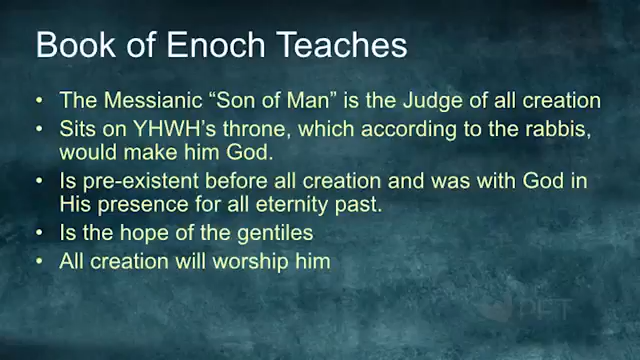 Book of Enoch Teaches
• The Messianic “Son of Man” is the Judge of all creation
• Sits on YHWH’s throne, which according to the rabbis,
would make him God.
• Is pre-existent before all creation and was with God in
His presence for all eternity past.
• Is the hope of the gentiles
• All creation will worship him